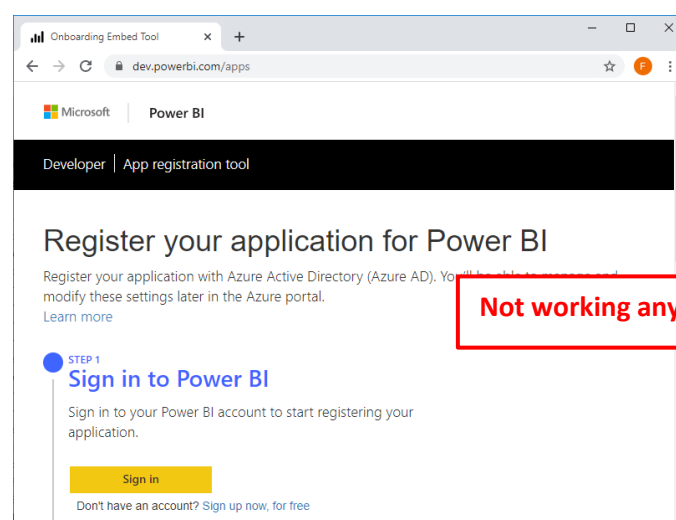 Onboarding Embed Tool
dev.powerbi.com/apps
F
Microsoft Power BI
Developer App registration tool
Register your application for Power BI
Register your application with Azure Active Directory (Azure AD).
modify these settings later in the Azure portal.
Learn more
Not working
STEP 1
Sign in to Power BI
Sign in to your Power BI account to start registering your
application.
Sign in
Don't have an account? Sign up now, for free